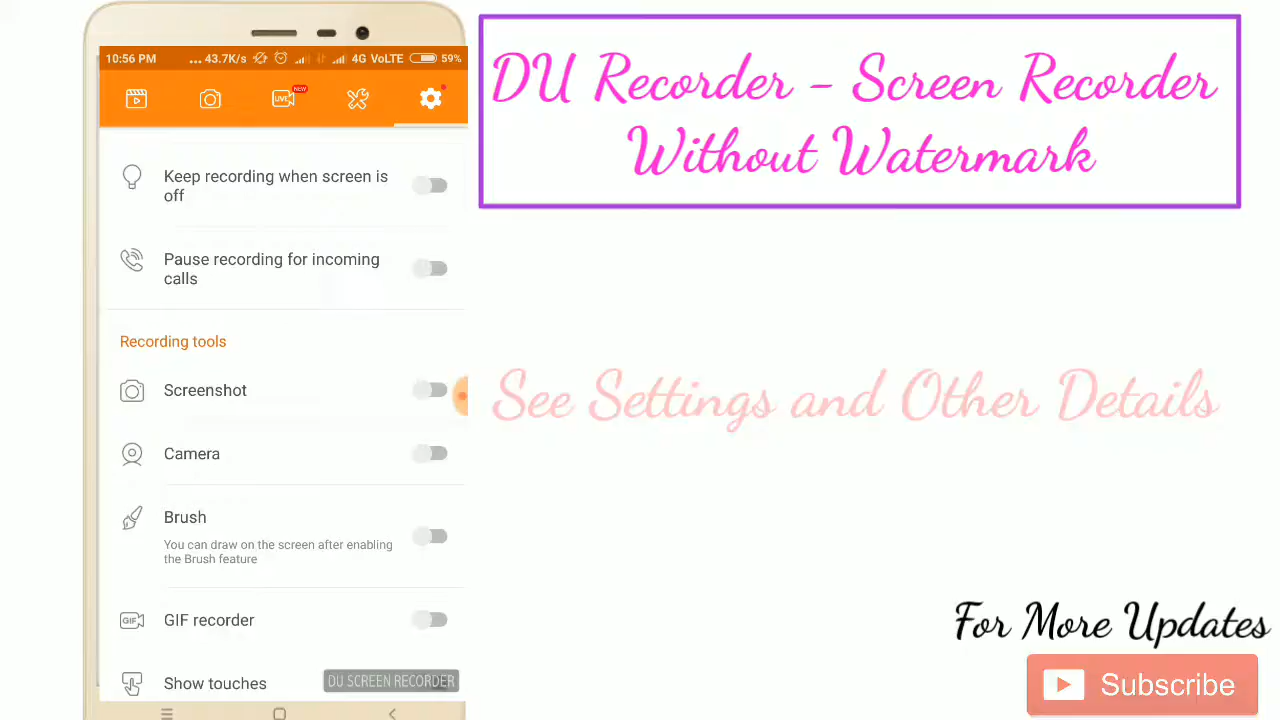 10:56 PM ... 43.7K/s 4G VoLTE 59%
LIVE NEW
Keep recording when screen is
off
Pause recording for incoming
calls
Recording tools
Screenshot
Camera
Brush
You can draw on the screen after enabling
the Brush feature
GIF GIF recorder
Show touches
DU SCREEN RECORDER
DU Recorder - Screen Recorder
Without Watermark
See Settings and Other Details
For More Updates
Subscribe